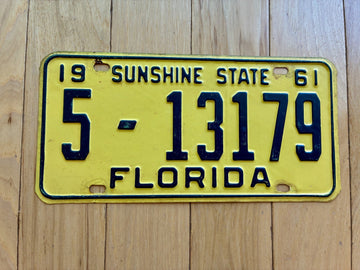 19 SUNSHINE STATE 61
5-13179
FLORIDA